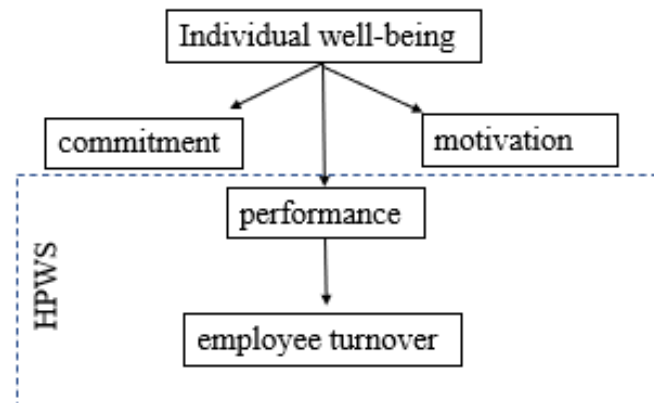 Individual well-being
commitment
motivation
performance
HPWS
employee turnover